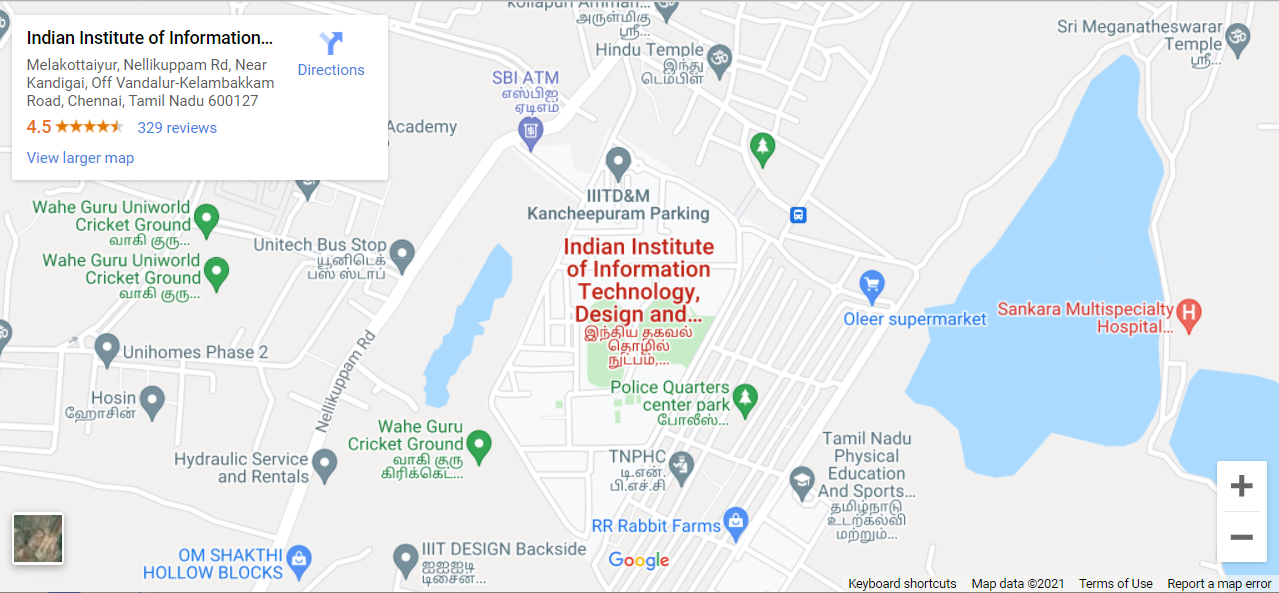 Indian Institute of Information...
Directions
Melakottaiyur, Nellikuppam Rd, Near
Kandigai, Off Vandalur-Kelambakkam
Road, Chennai, Tamil Nadu 600127
4.5
329 reviews
View larger map
அருள்மிகு
ஸ்ரீ...
Hindu Temple
இந்து
டெம்பிள்
Sri Meganatheswarar
Temple
ஸ்ரீ...
SBI ATM
எஸ்பிஐ
ஏடிஎம்
Academy
IIITD&M
Kancheepuram Parking
Wahe Guru Uniworld
Cricket Ground
வாகி குரு...
Wahe Guru Uniworld
Cricket Ground
வாகி குரு...
Unitech Bus Stop
யூனிடெக்
பஸ் ஸ்டாப்
Indian Institute
of Information
Technology,
Design and...
இந்திய தகவல்
தொழில்
நுட்பம்,...
Oleer supermarket
Sankara Multispecialty
Hospital...
Unihomes Phase 2
Nellikuppam Rd
Hosin
ஹோசின்
Police Quarters
center park
போலீஸ்...
Wahe Guru
Cricket Ground
வாகி குரு
கிரிக்கெட்...
Hydraulic Service
and Rentals
TNPHC
டி.என்.
பி.எச்.சி
Tamil Nadu
Physical
Education
And Sports...
தமிழ்நாடு
உடற்கல்வி
மற்றும்...
RR Rabbit Farms
OM SHAKTHI
HOLLOW BLOCKS
IIIT DESIGN Backside
ஐஐஐடி
டிசைன்...
Google
Keyboard shortcuts
Map data ©2021
Terms of Use
Report a map error